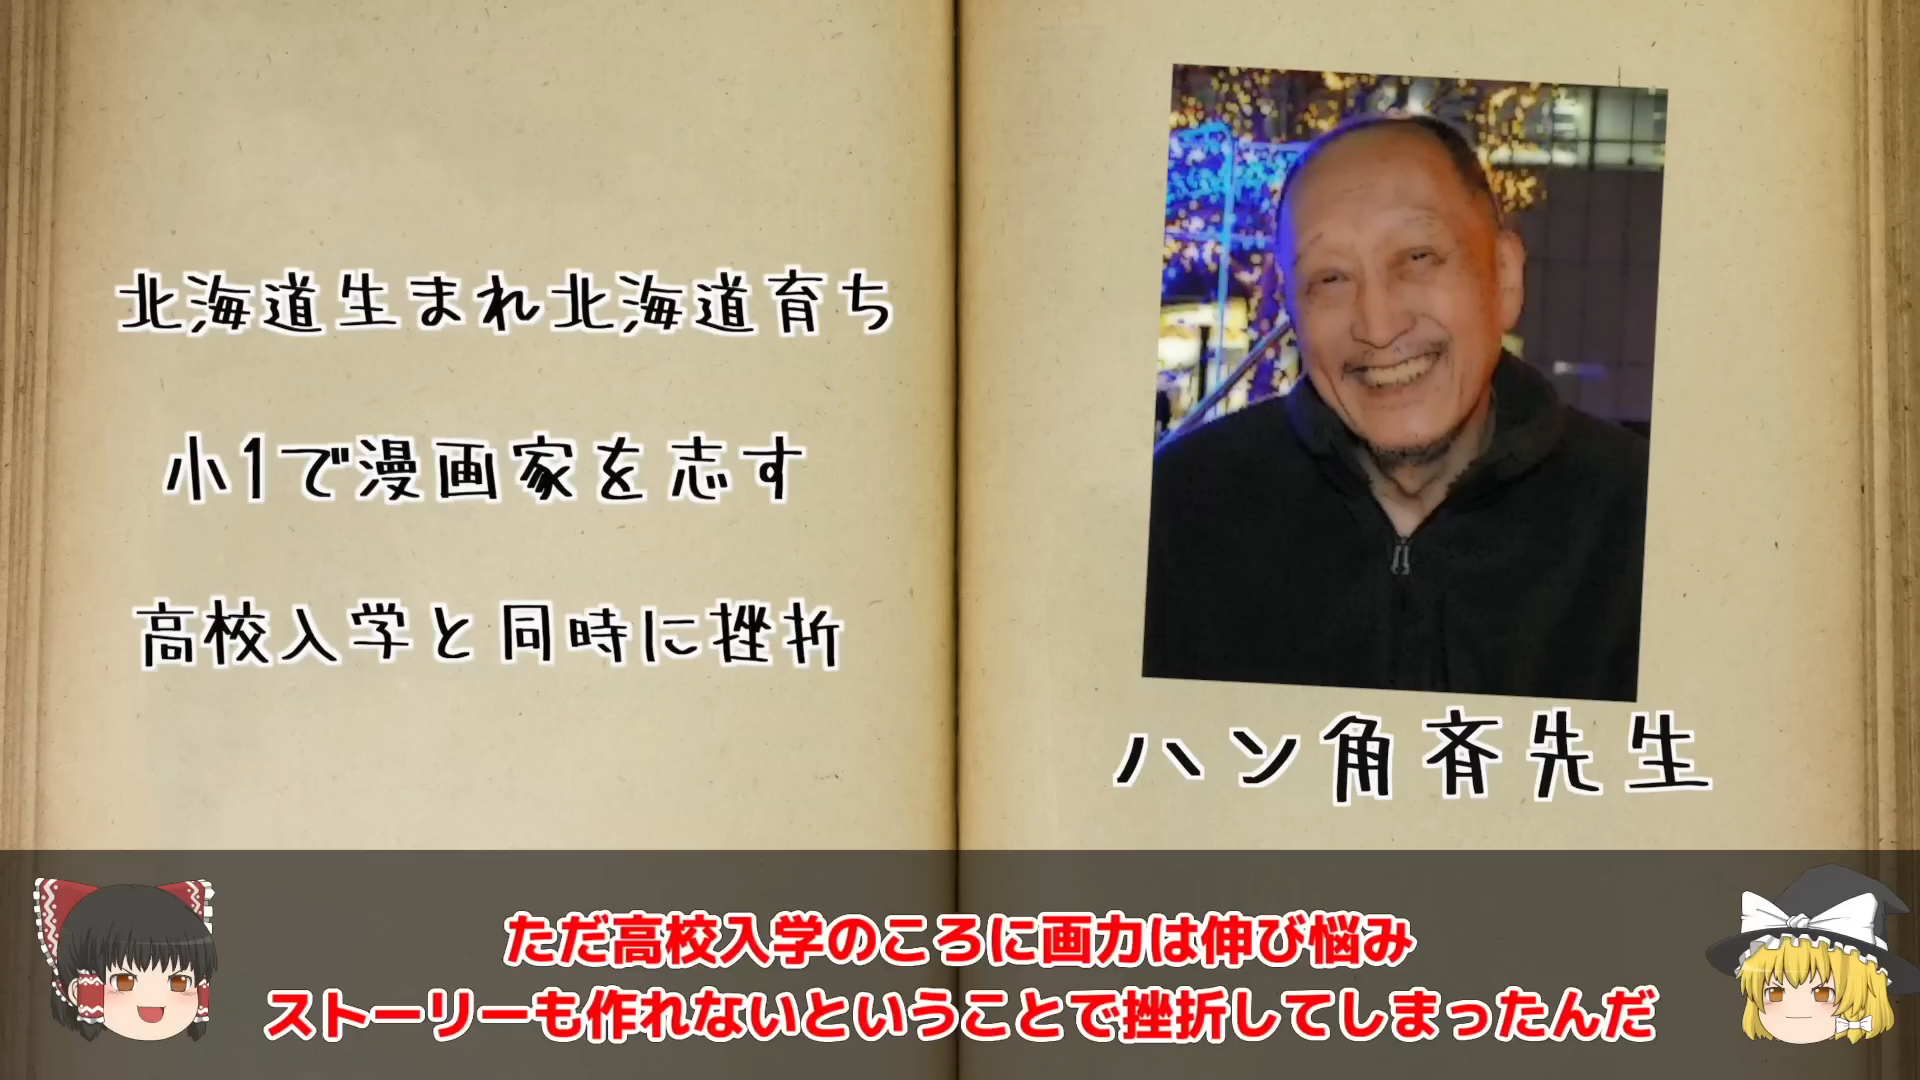 北海道生まれ北海道育ち
小1で漫画家を志す
高校入学と同時に挫折
ハン角斉先生
ただ高校入学のころに画力は伸び悩み
ストーリーも作れないということで挫折してしまったんだ